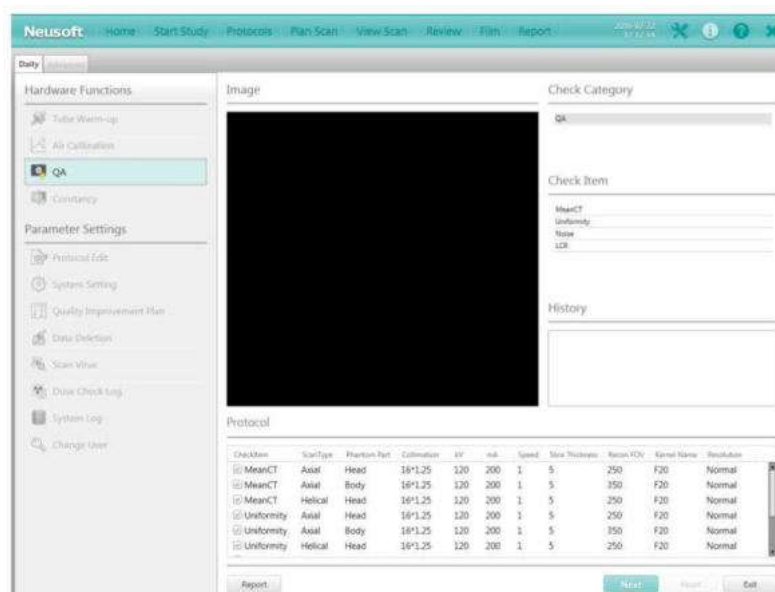 Neusoft Home Start Study Protocols Plan Scan View Scan Review Film Report
Daily Advanced
Hardware Functions
Tube Warm-up
Air Calibration
QA
Constancy
Parameter Settings
Protocol Edit
System Setting
Quality Improvement Plan ...
Data Deletion
Scan Virus
Dose Check Log
System Log
Change User
Image
Check Category
QA
Check Item
MeanCT
Uniformity
Noise
LCR
History
Protocol
CheckItem ScanType Phantom Part Collimation kV mA Speed Slice Thickness Recon FOV Kernel Name Resolution
MeanCT Axial Head 16*1.25 120 200 1 5 250 F20 Normal
MeanCT Axial Body 16*1.25 120 200 1 5 350 F20 Normal
MeanCT Helical Head 16*1.25 120 200 1 5 250 F20 Normal
Uniformity Axial Head 16*1.25 120 200 1 5 250 F20 Normal
Uniformity Axial Body 16*1.25 120 200 1 5 350 F20 Normal
Uniformity Helical Head 16*1.25 120 200 1 5 250 F20 Normal
Report Next Exit